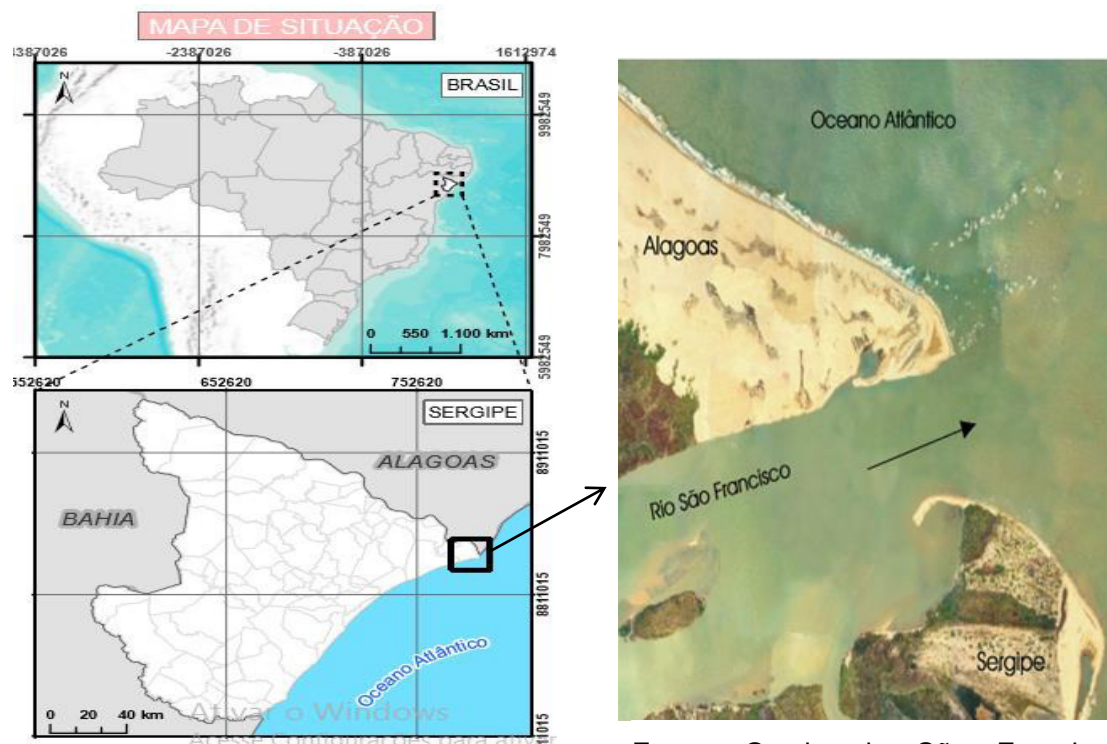 MAPA DE SITUAÇÃO
-2387026
-387026
1612974
BRASIL
N
9982549
7982549
5982549
0 550 1.100 km
652620
752620
SERGIPE
N
8911015
ALAGOAS
BAHIA
8811015
Oceano Atlântico
0 20 40 km
Ativar o Windows
Oceano Atlântico
Alagoas
Rio São Francisco
Sergipe